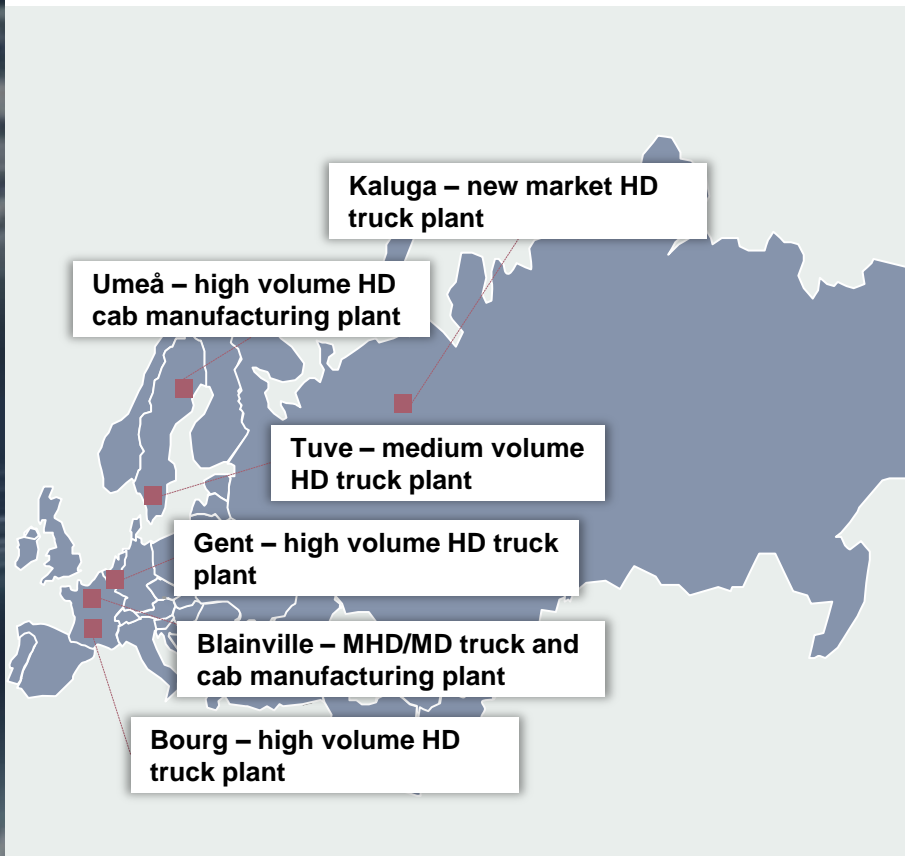 Kaluga – new market HD
truck plant
Umeå – high volume HD
cab manufacturing plant
Tuve – medium volume
HD truck plant
Gent – high volume HD truck
plant
Blainville – MHD/MD truck and
cab manufacturing plant
Bourg – high volume HD
truck plant